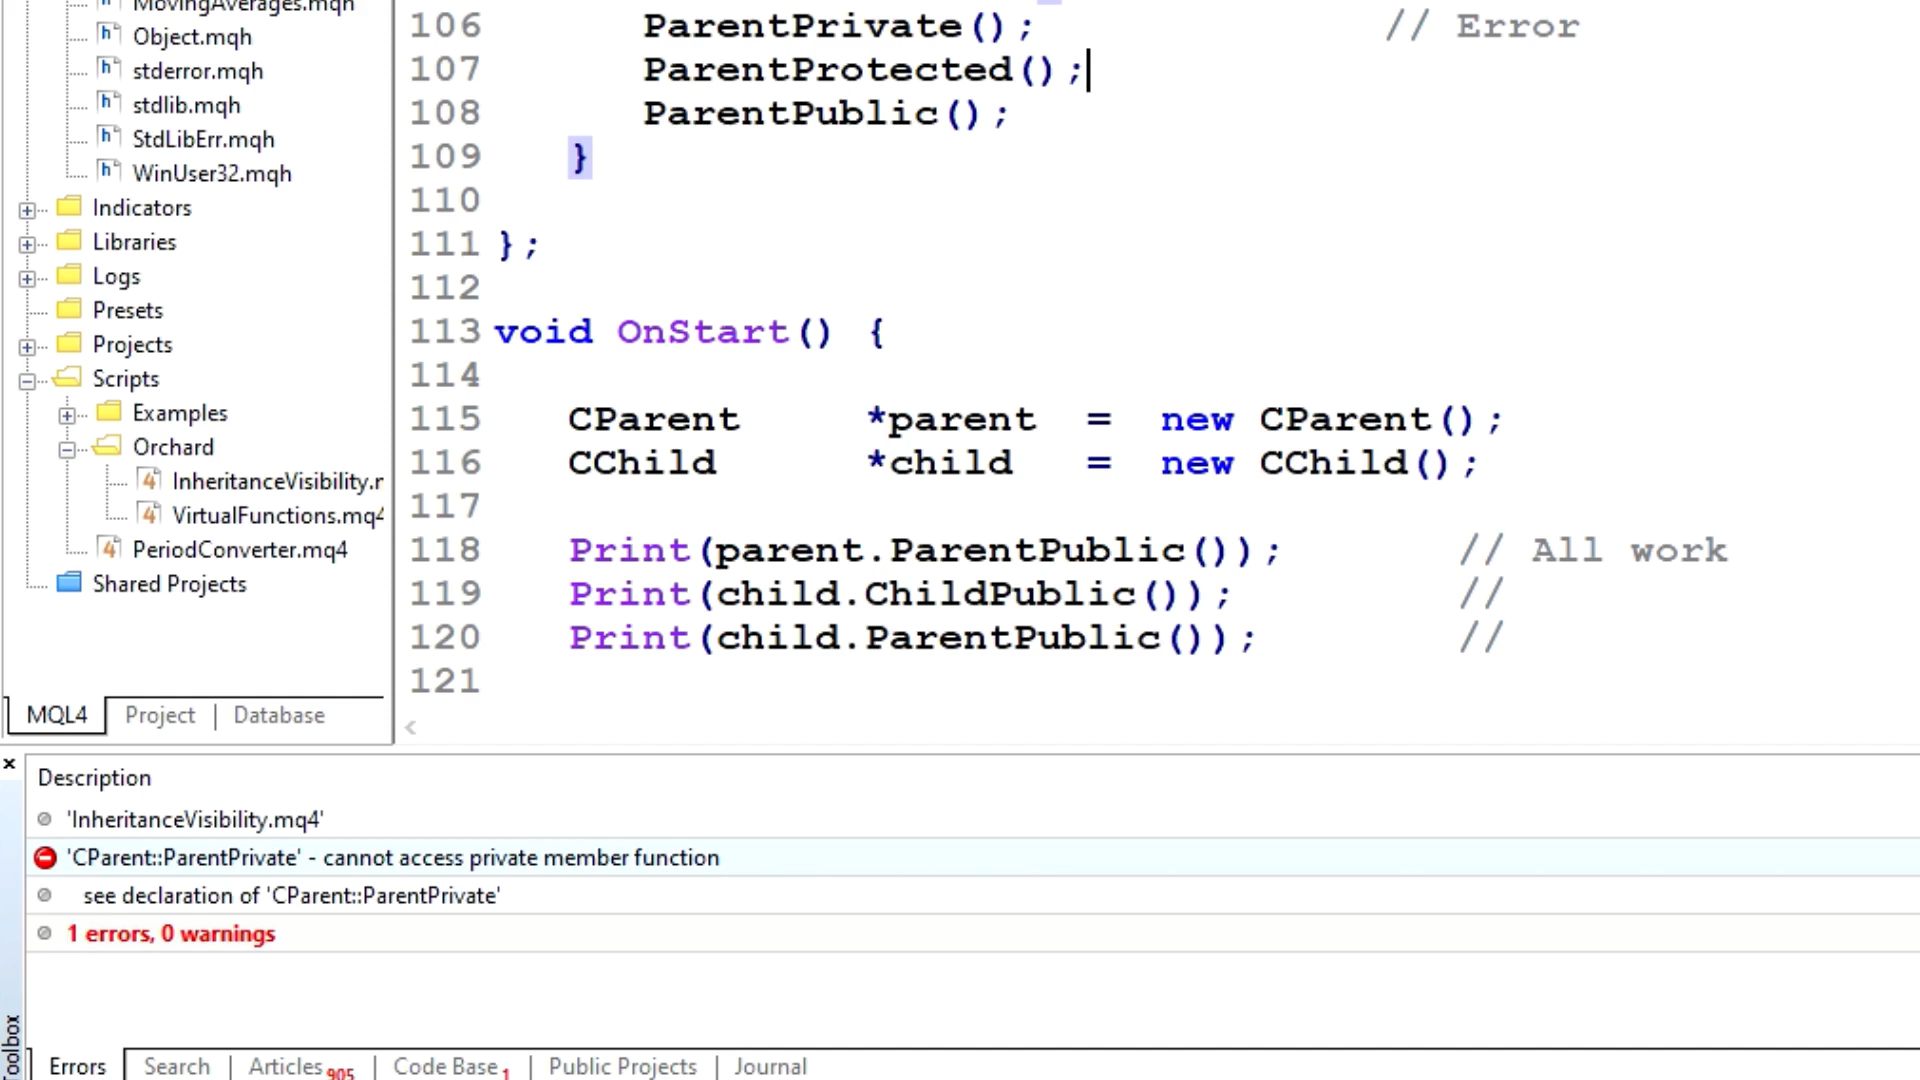 MovingAverages.mqh
Object.mqh
stderror.mqh
stdlib.mqh
StdLibErr.mqh
WinUser32.mqh
Indicators
Libraries
Logs
Presets
Projects
Scripts
Examples
Orchard
InheritanceVisibility.m
VirtualFunctions.mq4
PeriodConverter.mq4
Shared Projects
MQL4 Project | Database
106 ParentPrivate(); // Error
107 ParentProtected();
108 ParentPublic();
109 }
110
111 };
112
113 void OnStart() {
114
115 CParent *parent = new CParent();
116 CChild *child = new CChild();
117
118 Print(parent.ParentPublic()); // All work
119 Print(child.ChildPublic()); //
120 Print(child.ParentPublic()); //
121
Description
'InheritanceVisibility.mq4'
'CParent::ParentPrivate' - cannot access private member function
see declaration of 'CParent::ParentPrivate'
1 errors, 0 warnings
Toolbox
Errors Search | Articles 905 | Code Base 1 | Public Projects | Journal